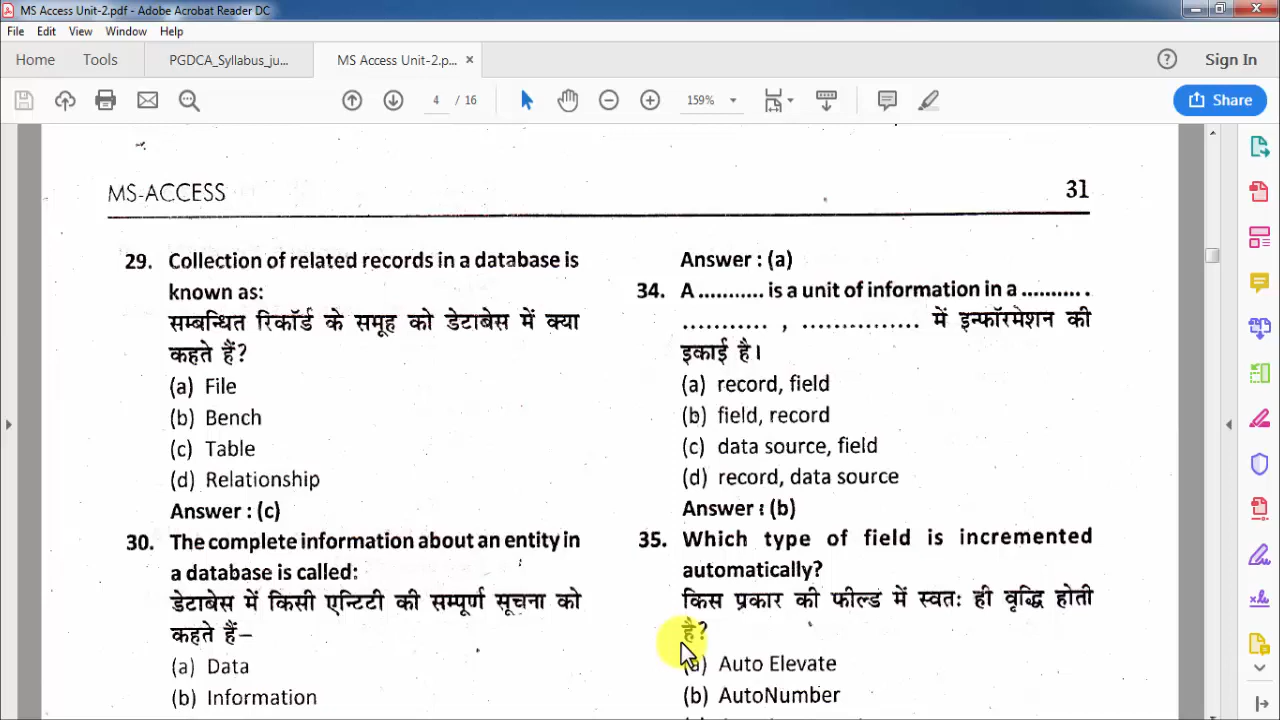 MS Access Unit-2.pdf - Adobe Acrobat Reader DC
File Edit View Window Help
Home Tools PGDCA_Syllabus_ju... MS Access Unit-2.p... × Sign In
4 / 16 159% Share
MS-ACCESS 31
29. Collection of related records in a database is
known as:
सम्बन्धित रिकॉर्ड के समूह को डेटाबेस में क्या
कहते हैं?
(a) File
(b) Bench
(c) Table
(d) Relationship
Answer : (c)
30. The complete information about an entity in
a database is called:
डेटाबेस में किसी एन्टिटी की सम्पूर्ण सूचना को
कहते हैं–
(a) Data
(b) Information
Answer : (a)
34. A ........... is a unit of information in a ..........
........... , ............... में इन्फॉरमेशन की
इकाई है।
(a) record, field
(b) field, record
(c) data source, field
(d) record, data source
Answer : (b)
35. Which type of field is incremented
automatically?
किस प्रकार की फील्ड में स्वतः ही वृद्धि होती
है?
(a) Auto Elevate
(b) AutoNumber